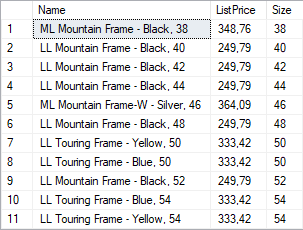 Name ListPrice Size
1 ML Mountain Frame - Black, 38 348,76 38
2 LL Mountain Frame - Black, 40 249,79 40
3 LL Mountain Frame - Black, 42 249,79 42
4 LL Mountain Frame - Black, 44 249,79 44
5 ML Mountain Frame-W - Silver, 46 364,09 46
6 LL Mountain Frame - Black, 48 249,79 48
7 LL Touring Frame - Yellow, 50 333,42 50
8 LL Touring Frame - Blue, 50 333,42 50
9 LL Mountain Frame - Black, 52 249,79 52
10 LL Touring Frame - Blue, 54 333,42 54
11 LL Touring Frame - Yellow, 54 333,42 54